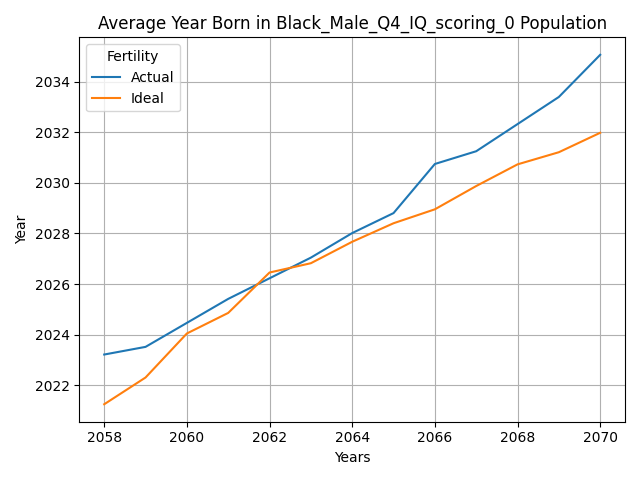 Average Year Born in Black_Male_Q4_IQ_scoring_0 Population
Fertility
Actual
Ideal
Year
2034
2032
2030
2028
2026
2024
2022
2058 2060 2062 2064 2066 2068 2070
Years